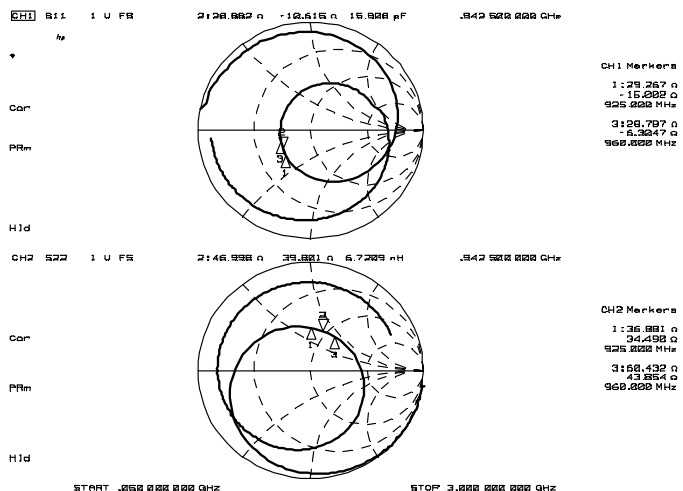 CH1 S11 1 U FS 2:28.882 Ω -10.615 Ω 15.908 pF .942 500 000 GHz
hp
CH1 Markers
1:29.267 Ω
-15.002 Ω
925.000 MHz
Cor
3:28.797 Ω
-6.3047 Ω
960.000 MHz
PRm
2
3
1
Hld
CH2 S22 1 U FS 2:46.998 Ω 39.801 Ω 6.7209 nH .942 500 000 GHz
CH2 Markers
1:36.881 Ω
34.490 Ω
925.000 MHz
Cor
3:60.432 Ω
43.854 Ω
960.000 MHz
PRm
Hld
START .050 000 000 GHz STOP 3.000 000 000 GHz